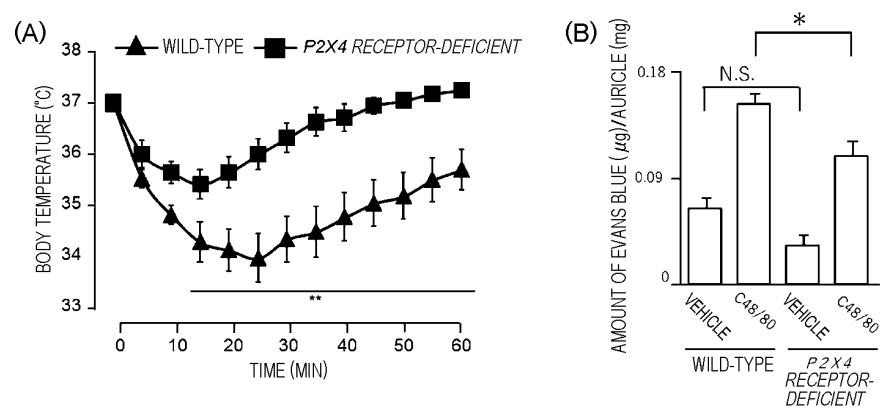 (A)
WILD-TYPE P2X4 RECEPTOR-DEFICIENT
38
37
36
35
34
33
BODY TEMPERATURE (°C)
**
0 10 20 30 40 50 60
TIME (MIN)
(B)
*
N.S.
0.18
0.09
0
AMOUNT OF EVANS BLUE (μg)/AURICLE (mg)
VEHICLE C48/80 VEHICLE C48/80
WILD-TYPE
P2X4
RECEPTOR-
DEFICIENT